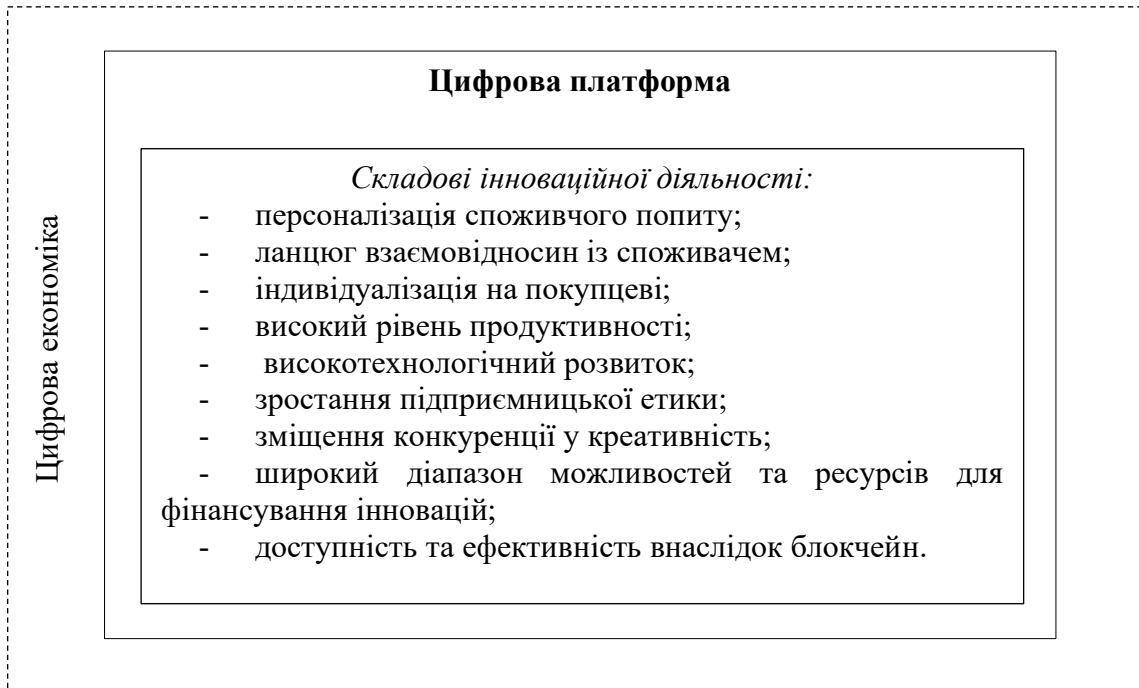 Цифрова економіка
Цифрова платформа
Складові інноваційної діяльності:
- персоналізація споживчого попиту;
- ланцюг взаємовідносин із споживачем;
- індивідуалізація на покупцеві;
- високий рівень продуктивності;
- високотехнологічний розвиток;
- зростання підприємницької етики;
- зміщення конкуренції у креативність;
- широкий діапазон можливостей та ресурсів для
фінансування інновацій;
- доступність та ефективність внаслідок блокчейн.